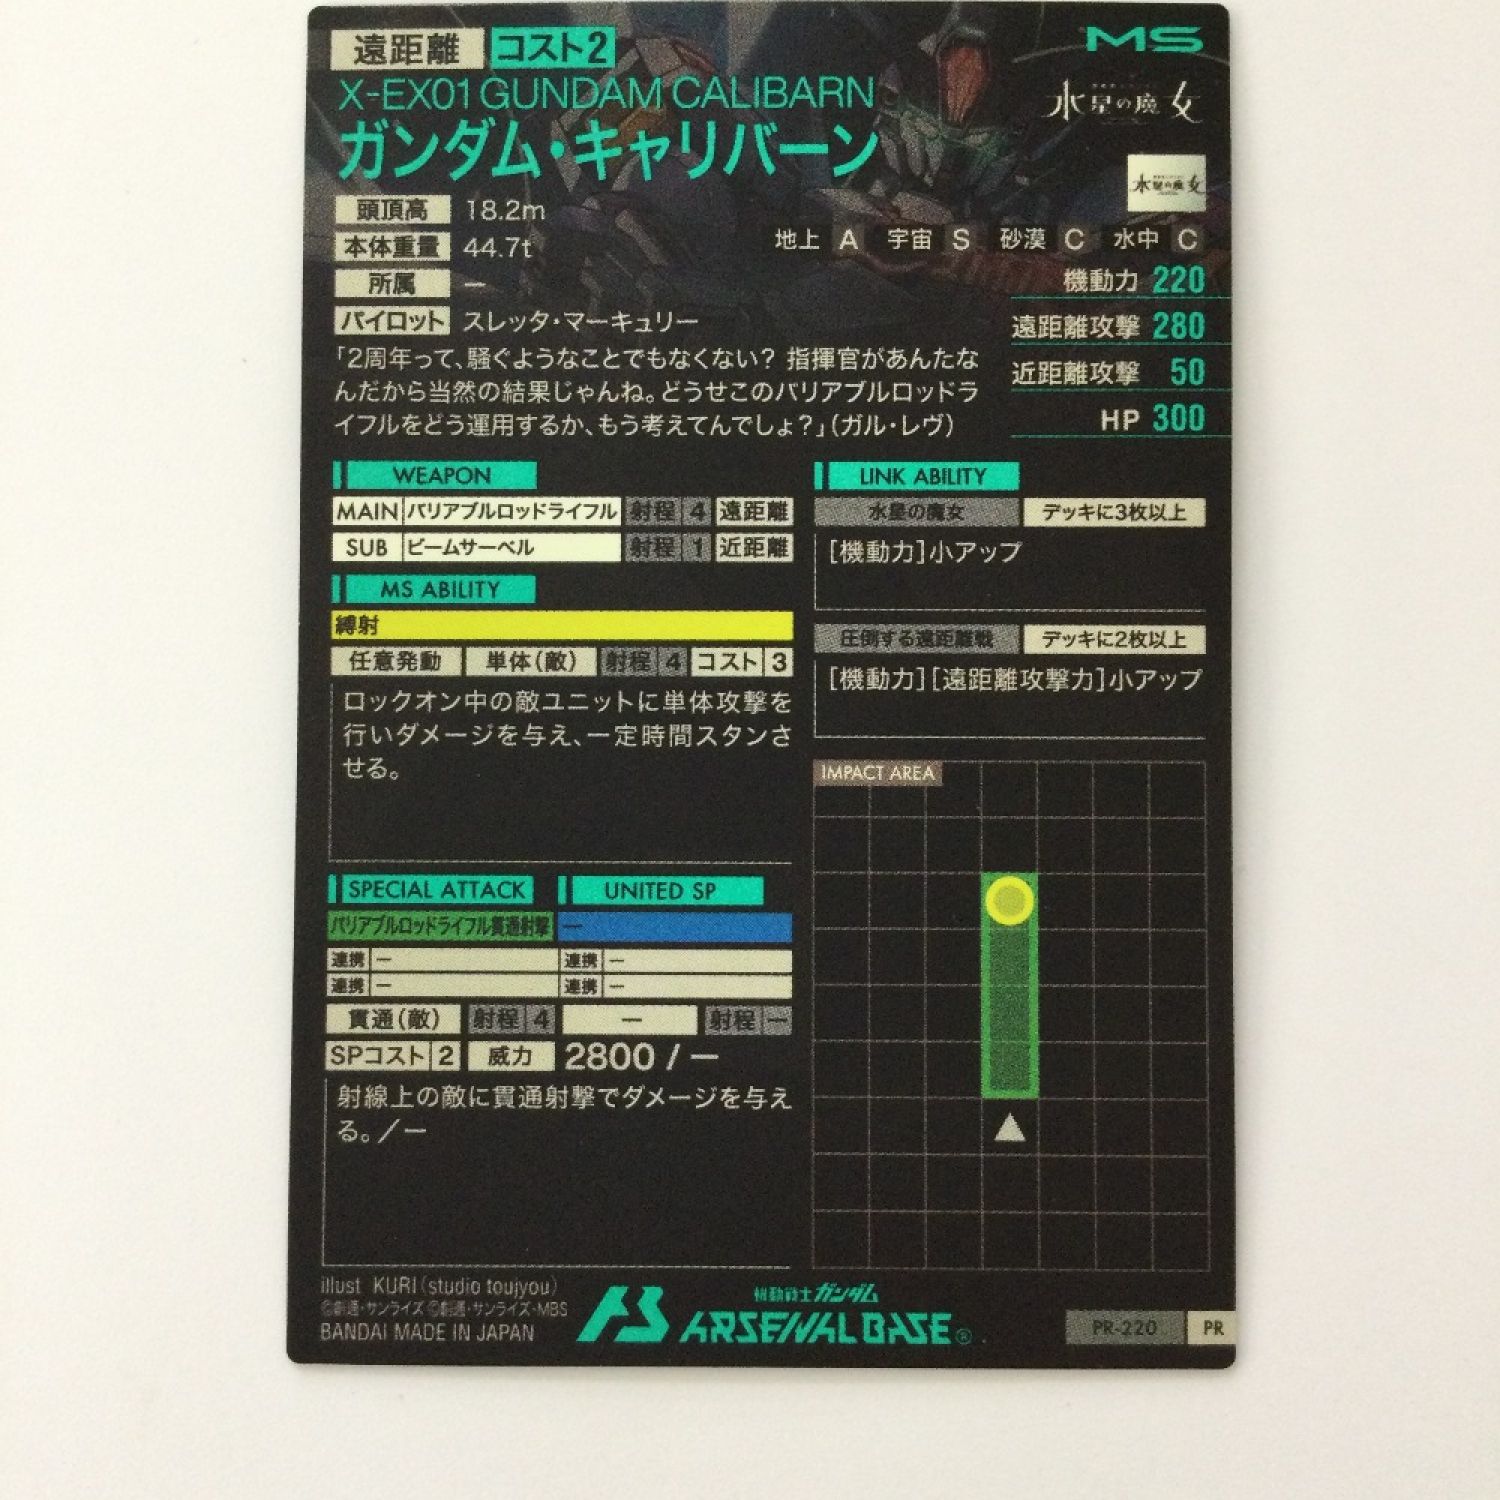 遠距離 コスト2
MS
X-EX01 GUNDAM CALIBARN
ガンダム・キャリバーン
水星の魔女
水星の魔女
頭頂高 18.2m
本体重量 44.7t
地上 A 宇宙 S 砂漠 C 水中 C
所属 ー
機動力 220
パイロット スレッタ・マーキュリー
遠距離攻撃 280
近距離攻撃 50
HP 300
「2周年って、騒ぐようなことでもなくない? 指揮官があんたな
んだから当然の結果じゃんね。どうせこのバリアブルロッドラ
イフルをどう運用するか、もう考えてんでしょ?」(ガル・レヴ)
WEAPON
MAIN バリアブルロッドライフル 射程 4 遠距離
SUB ビームサーベル 射程 1 近距離
MS ABILITY
縛射
任意発動 単体(敵) 射程 4 コスト 3
ロックオン中の敵ユニットに単体攻撃を
行いダメージを与え、一定時間スタンさ
せる。
LINK ABILITY
水星の魔女 デッキに3枚以上
[機動力]小アップ
圧倒する遠距離戦 デッキに2枚以上
[機動力][遠距離攻撃力]小アップ
IMPACT AREA
SPECIAL ATTACK UNITED SP
バリアブルロッドライフル貫通射撃 ー
連携 ー 連携 ー
連携 ー 連携 ー
貫通(敵) 射程 4 ー 射程 ー
SPコスト 2 威力 2800 / ー
射線上の敵に貫通射撃でダメージを与え
る。/ー
illust KURI(studio toujyou)
©創通・サンライズ ©創通・サンライズ・MBS
BANDAI MADE IN JAPAN
AB
機動戦士ガンダム
ARSENAL BASE®
PR-220 PR